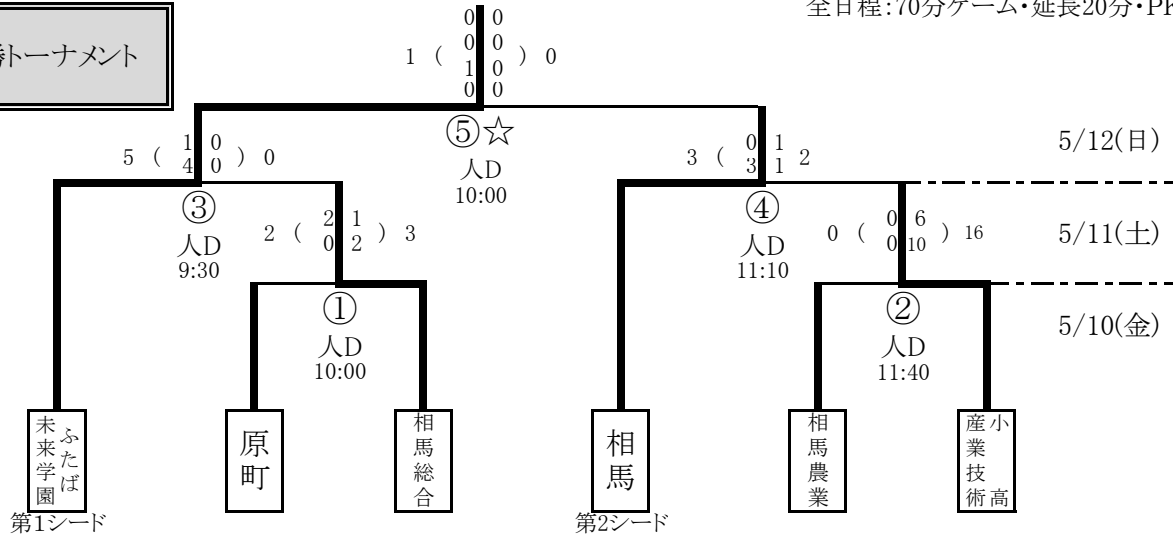 全日程:70分ゲーム・延長20分・PK
トーナメント
0 0
0 0
1 ( 1 0 ) 0
0 0
⑤☆
人D
10:00
5/12(日)
5 ( 1 0 ) 0
4 0
3 ( 0 1 2
3 1
③
人D
9:30
④
人D
11:10
5/11(土)
2 ( 2 1 ) 3
0 2
0 ( 0 6 ) 16
0 10
①
人D
10:00
②
人D
11:40
5/10(金)
ふたば
未来学園
原町
相馬総合
相馬
相馬農業
小高
産業技術
第1シード
第2シード